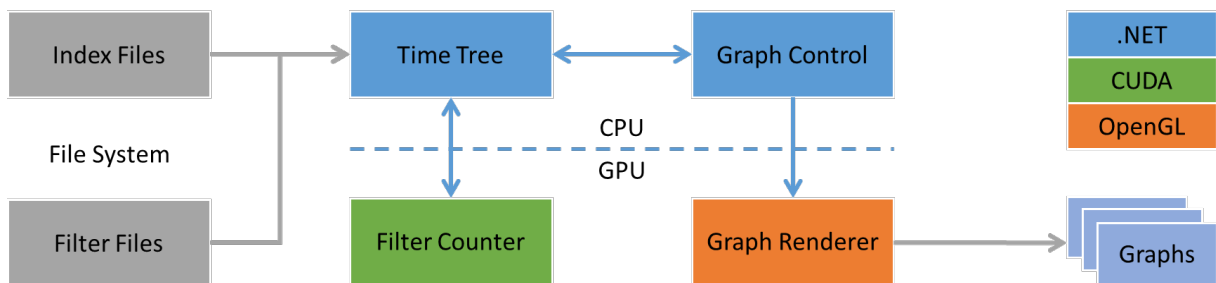 Index Files
Time Tree
Graph Control
.NET
CUDA
OpenGL
File System
CPU
GPU
Filter Files
Filter Counter
Graph Renderer
Graphs